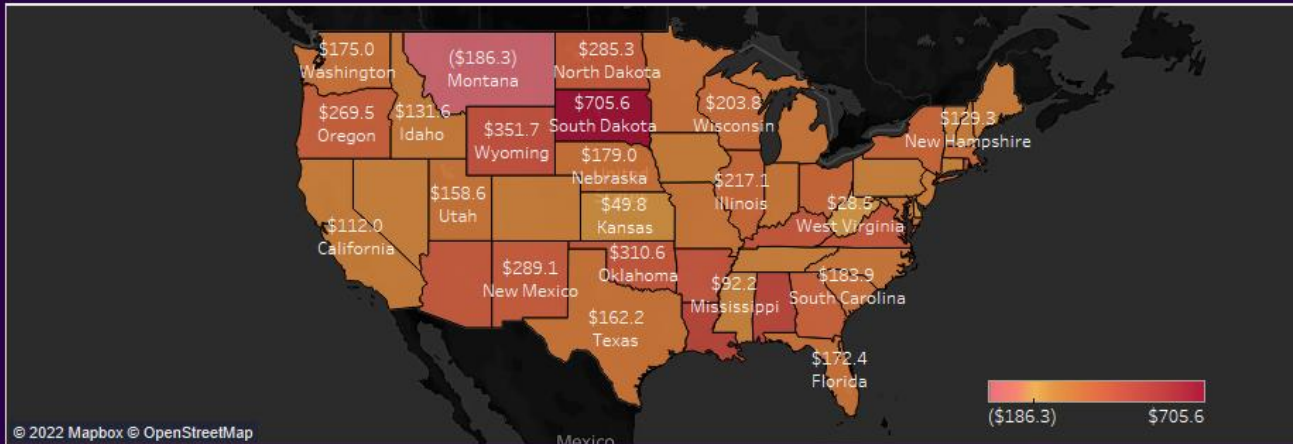 $175.0
Washington
($186.3)
Montana
$285.3
North Dakota
$269.5
Oregon
$131.6
Idaho
$351.7
Wyoming
$705.6
South Dakota
$203.8
Wisconsin
$129.3
New Hampshire
$179.0
Nebraska
$158.6
Utah
$217.1
Illinois
$49.8
Kansas
West Virginia
$112.0
California
$289.1
New Mexico
$310.6
Oklahoma
$92.2
Mississippi
$183.9
South Carolina
$162.2
Texas
$172.4
Florida
($186.3)
$705.6
© 2022 Mapbox © OpenStreetMap
Mexico